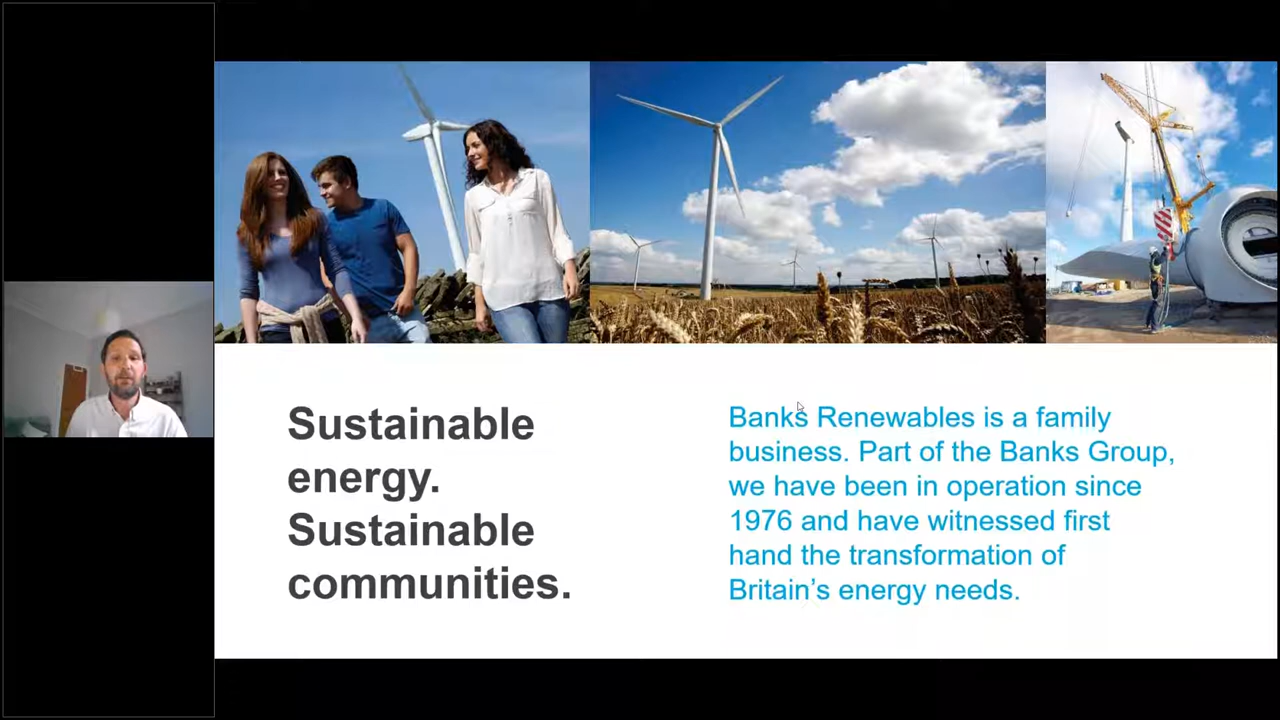 Sustainable
energy.
Sustainable
communities.
Banks Renewables is a family
business. Part of the Banks Group,
we have been in operation since
1976 and have witnessed first
hand the transformation of
Britain’s energy needs.